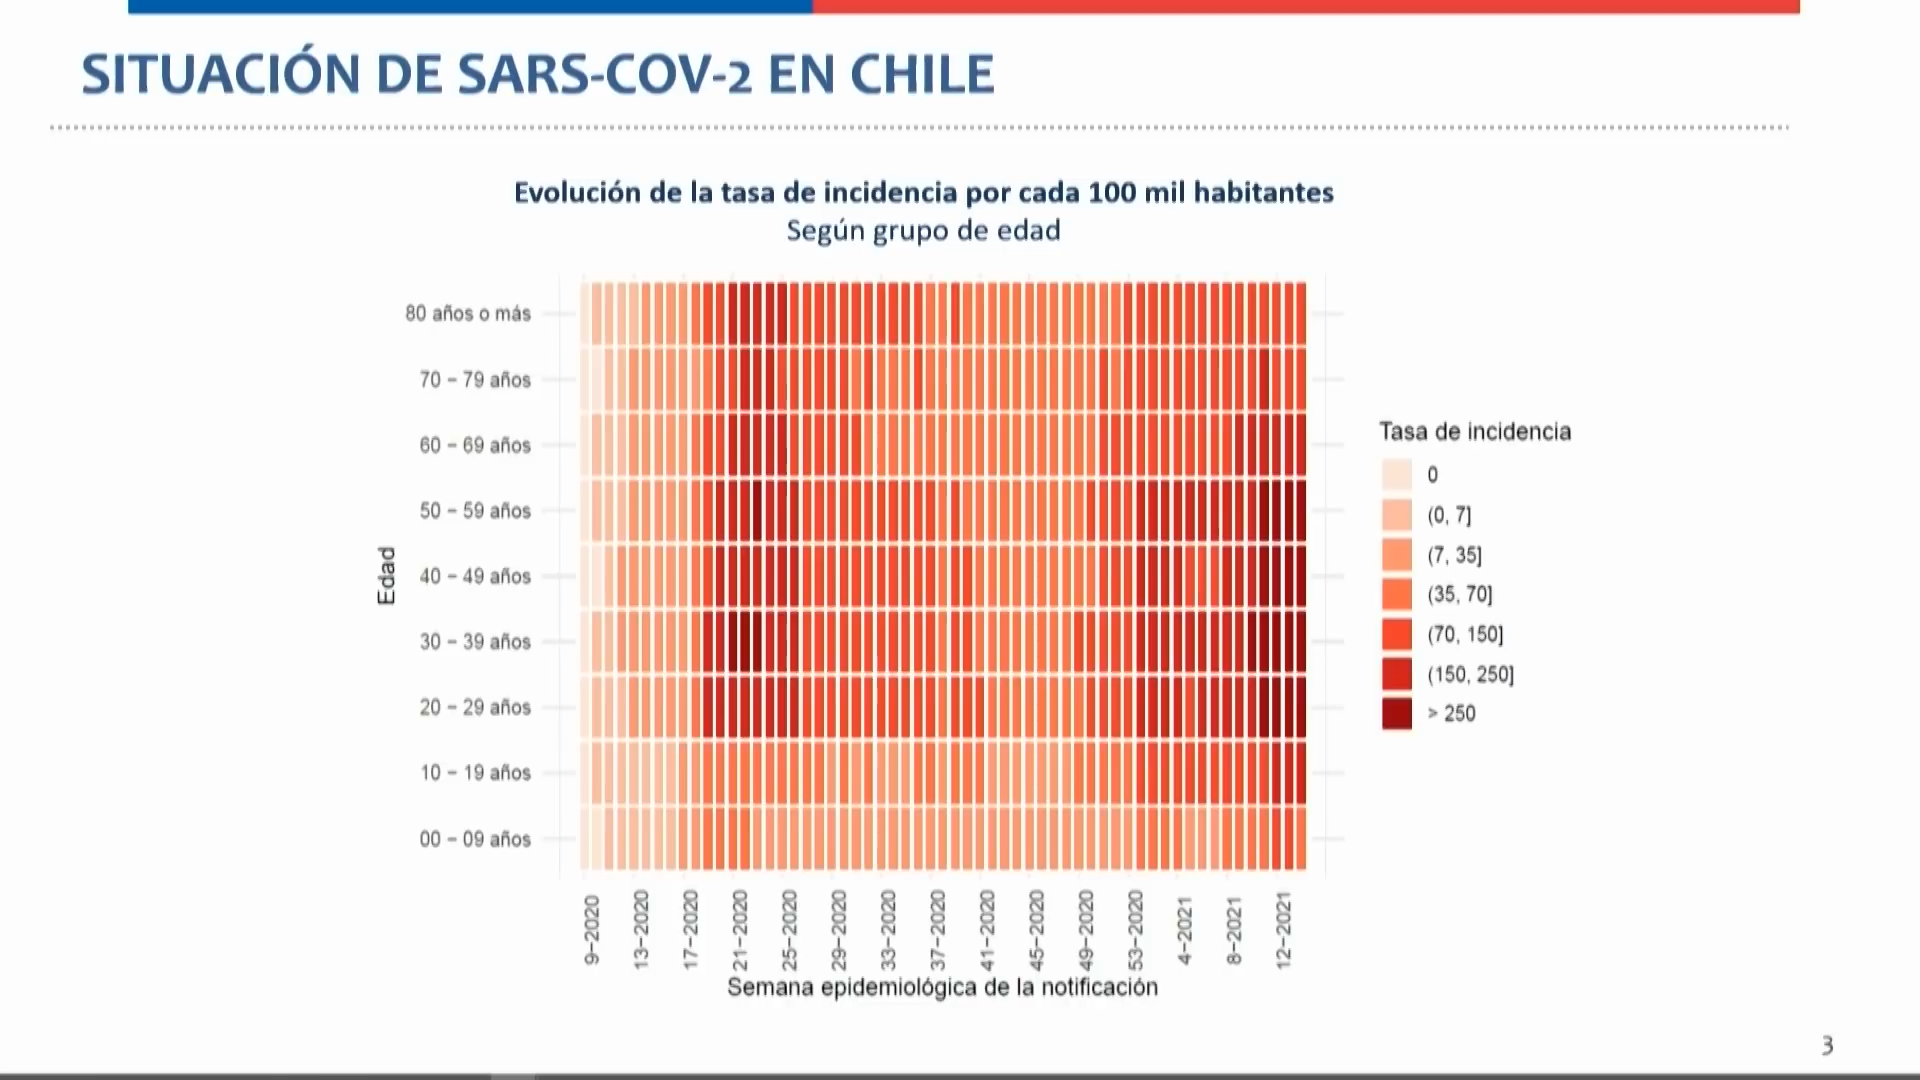 SITUACIÓN DE SARS-COV-2 EN CHILE
Evolución de la tasa de incidencia por cada 100 mil habitantes
Según grupo de edad
80 años o más
70 – 79 años
60 – 69 años
50 – 59 años
40 – 49 años
30 – 39 años
20 – 29 años
10 – 19 años
00 – 09 años
Edad
9–2020
13–2020
17–2020
21–2020
25–2020
29–2020
33–2020
37–2020
41–2020
45–2020
49–2020
53–2020
4–2021
8–2021
12–2021
Semana epidemiológica de la notificación
Tasa de incidencia
0
(0, 7]
(7, 35]
(35, 70]
(70, 150]
(150, 250]
> 250
3